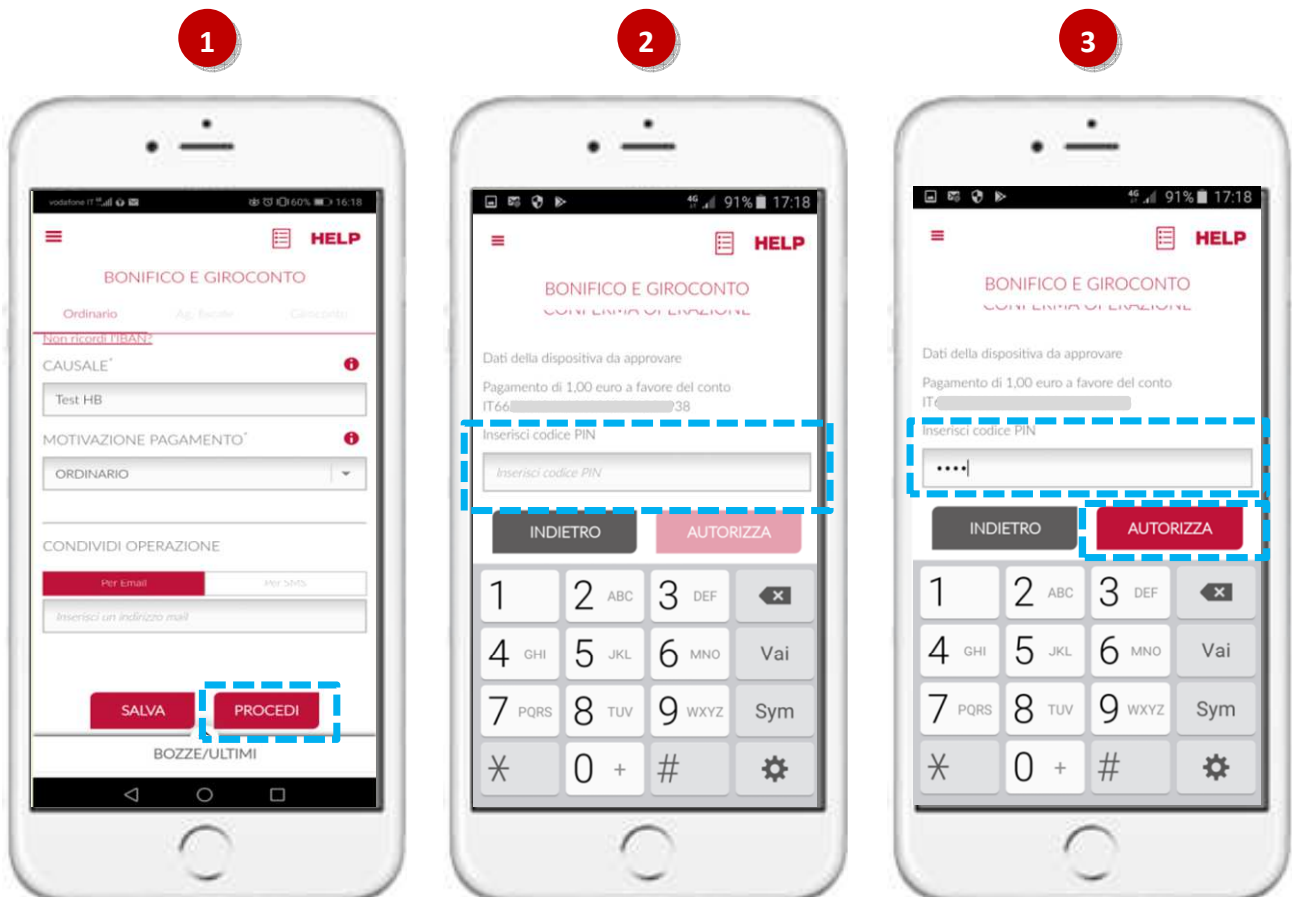 1
vodafone IT 60% 16:18
HELP
BONIFICO E GIROCONTO
Ordinario Ag. fiscale Giroconto
Non ricordi l'IBAN?
CAUSALE*
Test HB
MOTIVAZIONE PAGAMENTO*
ORDINARIO
CONDIVIDI OPERAZIONE
Per Email Per SMS
Inserisci un indirizzo mail
SALVA PROCEDI
BOZZE/ULTIMI
2
4G 91% 17:18
HELP
BONIFICO E GIROCONTO
CONFERMA OPERAZIONE
Dati della dispositiva da approvare
Pagamento di 1,00 euro a favore del conto
IT66 38
Inserisci codice PIN
Inserisci codice PIN
INDIETRO AUTORIZZA
1 2 ABC 3 DEF
4 GHI 5 JKL 6 MNO Vai
7 PQRS 8 TUV 9 WXYZ Sym
* 0 + #
3
4G 91% 17:18
HELP
BONIFICO E GIROCONTO
CONFERMA OPERAZIONE
Dati della dispositiva da approvare
Pagamento di 1,00 euro a favore del conto
Inserisci codice PIN
••••
INDIETRO AUTORIZZA
1 2 ABC 3 DEF
4 GHI 5 JKL 6 MNO Vai
7 PQRS 8 TUV 9 WXYZ Sym
* 0 + #